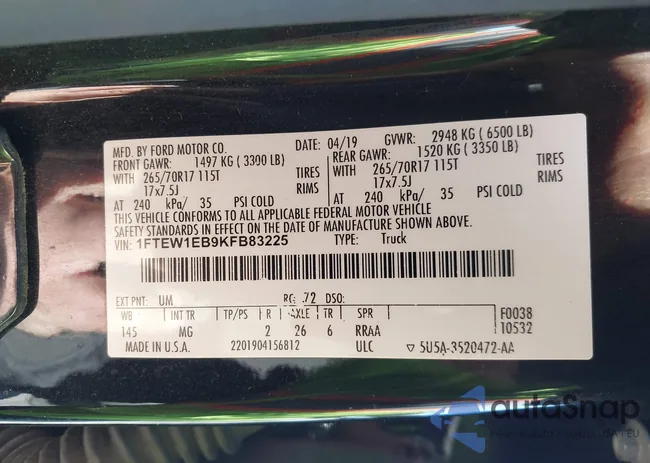 MFD. BY FORD MOTOR CO. DATE: 04/19 GVWR: 2948 KG ( 6500 LB)
FRONT GAWR: 1497 KG ( 3390 LB) REAR GAWR: 1520 KG ( 3350 LB)
WITH 265/70R17 115T TIRES WITH 265/70R17 115T TIRES
17x7.5J RIMS 17x7.5J RIMS
AT 240 kPa/ 35 PSI COLD AT 240 kPa/ 35 PSI COLD
THIS VEHICLE CONFORMS TO ALL APPLICABLE FEDERAL MOTOR VEHICLE
SAFETY STANDARDS IN EFFECT ON THE DATE OF MANUFACTURE SHOWN ABOVE.
VIN: 1FTEW1EB9KFB83225 TYPE: Truck
EXT PNT: UM RC: 72 DSO:
WB INT TR TP/PS R AXLE TR SPR F0038
145 MG 2 26 6 RRAA 10532
MADE IN U.S.A. 2201904156812 ULC ▽ 5U5A-3520472-AA
autoSnap